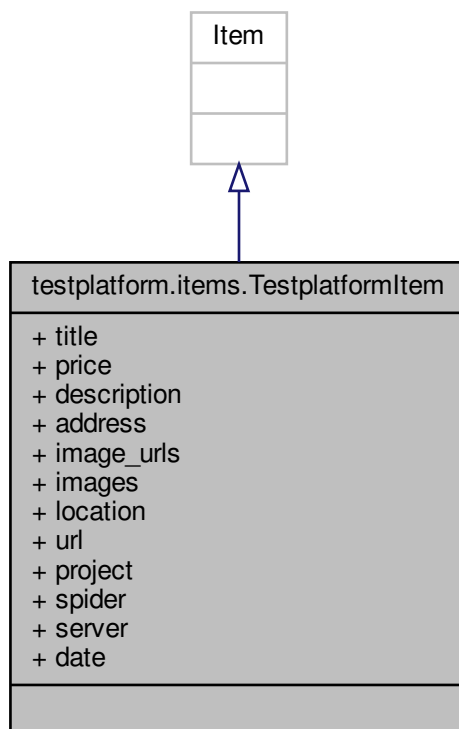 Item
testplatform.items.TestplatformItem
+ title
+ price
+ description
+ address
+ image_urls
+ images
+ location
+ url
+ project
+ spider
+ server
+ date